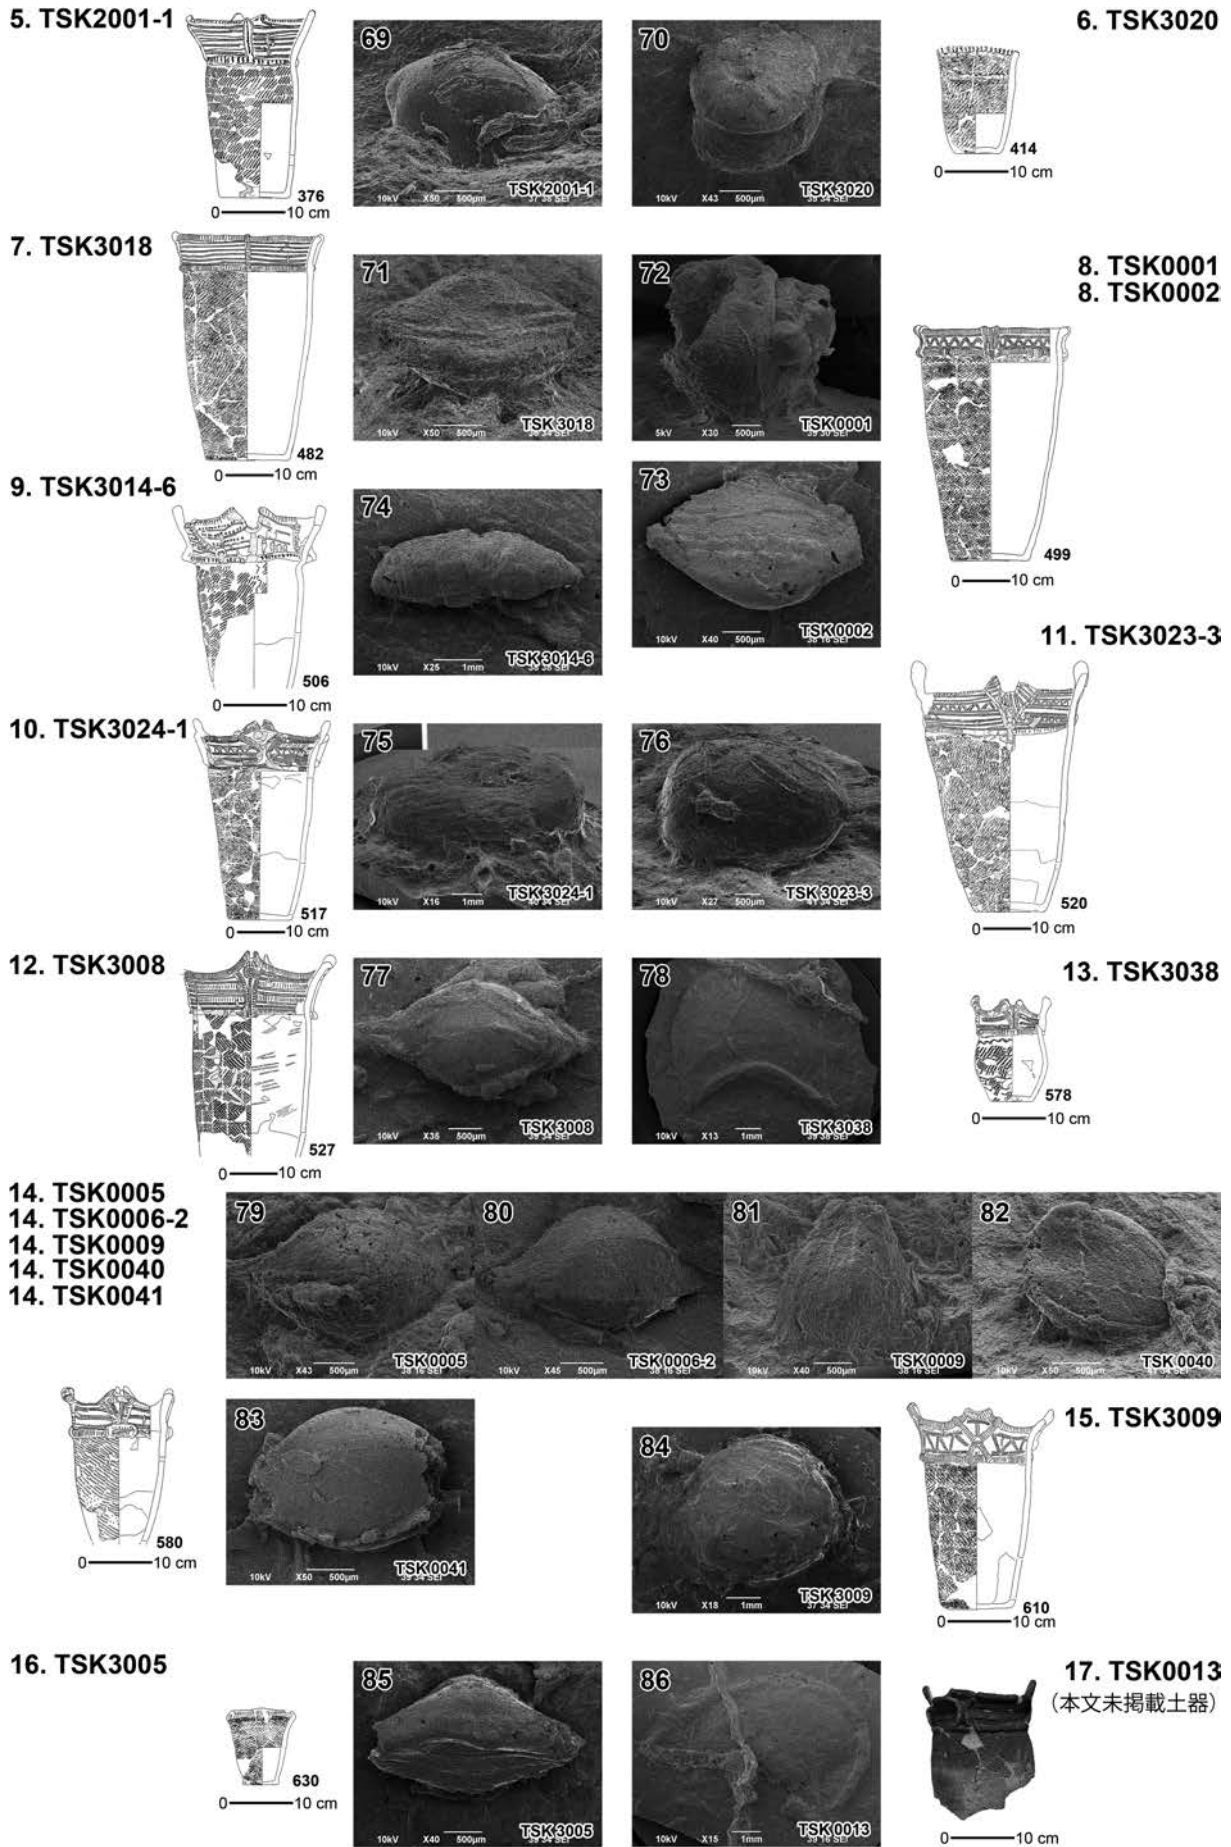 5. TSK2001-1
376
0 10 cm
69
10kV X50 500µm
TSK 2001-1
70
10kV X43 500µm
TSK 3020
6. TSK3020
414
0 10 cm
7. TSK3018
482
0 10 cm
71
10kV X50 500µm
TSK 3018
72
5kV X30 500µm
TSK 0001
8. TSK0001
8. TSK0002
499
0 10 cm
73
10kV X40 500µm
TSK 0002
9. TSK3014-6
506
0 10 cm
74
10kV X25 1mm
TSK 3014-6
10. TSK3024-1
517
0 10 cm
75
10kV X16 1mm
TSK 3024-1
76
10kV X27 500µm
TSK 3023-3
11. TSK3023-3
520
0 10 cm
12. TSK3008
527
0 10 cm
77
10kV X35 500µm
TSK 3008
78
10kV X13 1mm
TSK 3038
13. TSK3038
578
0 10 cm
14. TSK0005
14. TSK0006-2
14. TSK0009
14. TSK0040
14. TSK0041
79
10kV X43 500µm
TSK 0005
80
10kV X45 500µm
TSK 0006-2
81
10kV X40 500µm
TSK 0009
82
10kV X50 500µm
TSK 0040
580
0 10 cm
83
10kV X50 500µm
TSK 0041
84
10kV X18 1mm
TSK 3009
15. TSK3009
610
0 10 cm
16. TSK3005
630
0 10 cm
85
10kV X40 500µm
TSK 3005
86
10kV X15 1mm
TSK 0013
17. TSK0013
(本文未掲載土器)
0 10 cm